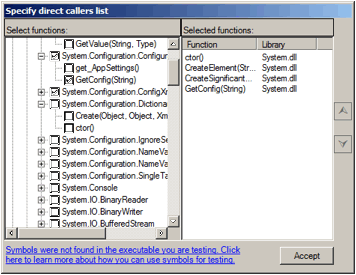 Specify direct callers list
Select functions:
GetValue(String, Type)
System.Configuration.Configur
get_AppSettings()
GetConfig(String)
System.Configuration.ConfigXm
System.Configuration.Dictionar
Create(Object, Object, Xm
ctor()
System.Configuration.IgnoreSe
System.Configuration.NameVa
System.Configuration.NameVa
System.Configuration.SingleTa
System.Console
System.IO.BinaryReader
System.IO.BinaryWriter
System.IO.BufferedStream
Selected functions:
Function Library
ctor() System.dll
CreateElement(Str... System.dll
CreateSignificant... System.dll
GetConfig(String) System.dll
Symbols were not found in the executable you are testing. Click
here to learn more about how you can use symbols for testing.
Accept